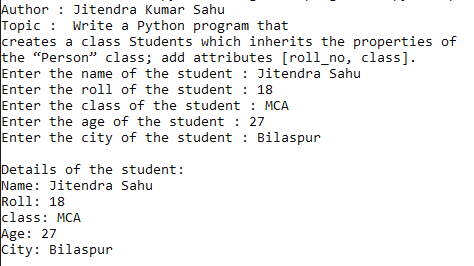 Author : Jitendra Kumar Sahu
Topic :  Write a Python program that
creates a class Students which inherits the properties of
the “Person” class; add attributes [roll_no, class].
Enter the name of the student : Jitendra Sahu
Enter the roll of the student : 18
Enter the class of the student : MCA
Enter the age of the student : 27
Enter the city of the student : Bilaspur

Details of the student:
Name: Jitendra Sahu
Roll: 18
class: MCA
Age: 27
City: Bilaspur